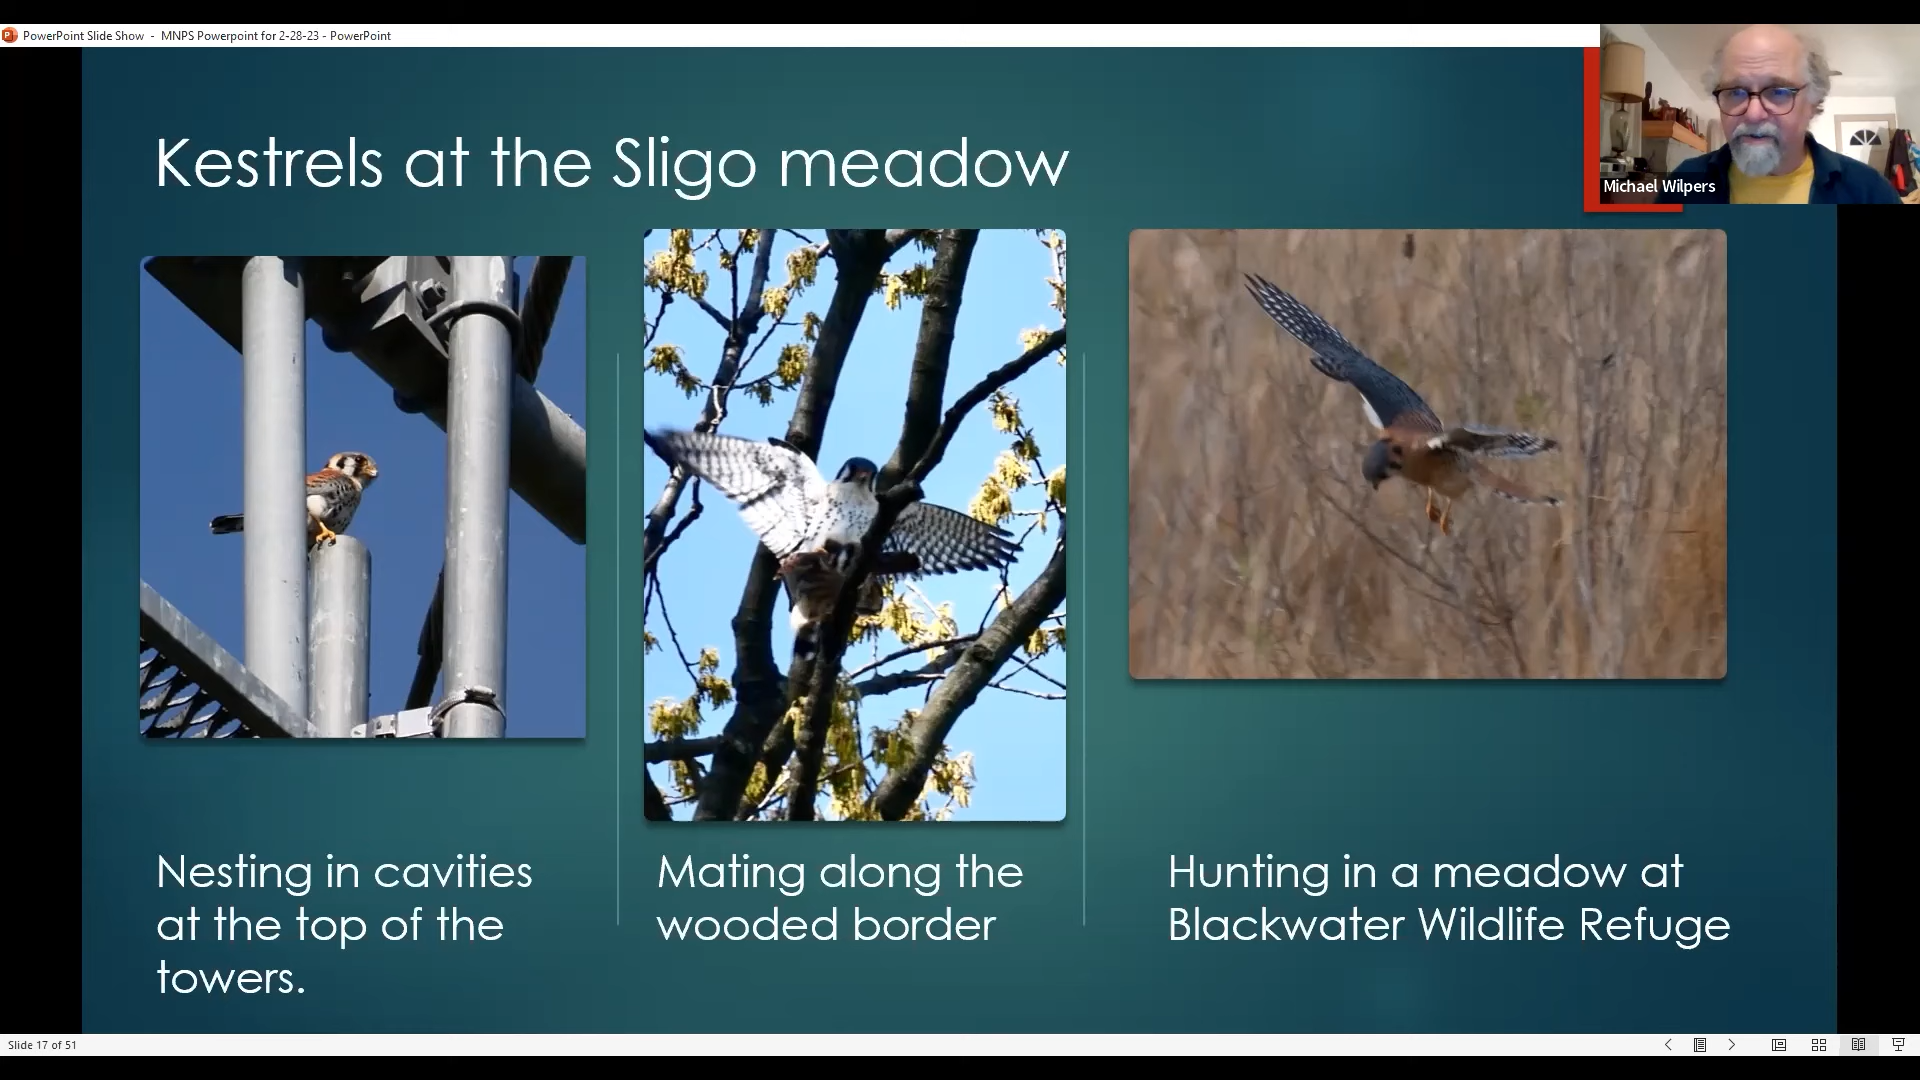 PowerPoint Slide Show - MNPS Powerpoint for 2-28-23 - PowerPoint
Michael Wilpers
Kestrels at the Sligo meadow
Nesting in cavities
at the top of the
towers.
Mating along the
wooded border
Hunting in a meadow at
Blackwater Wildlife Refuge
Slide 17 of 51